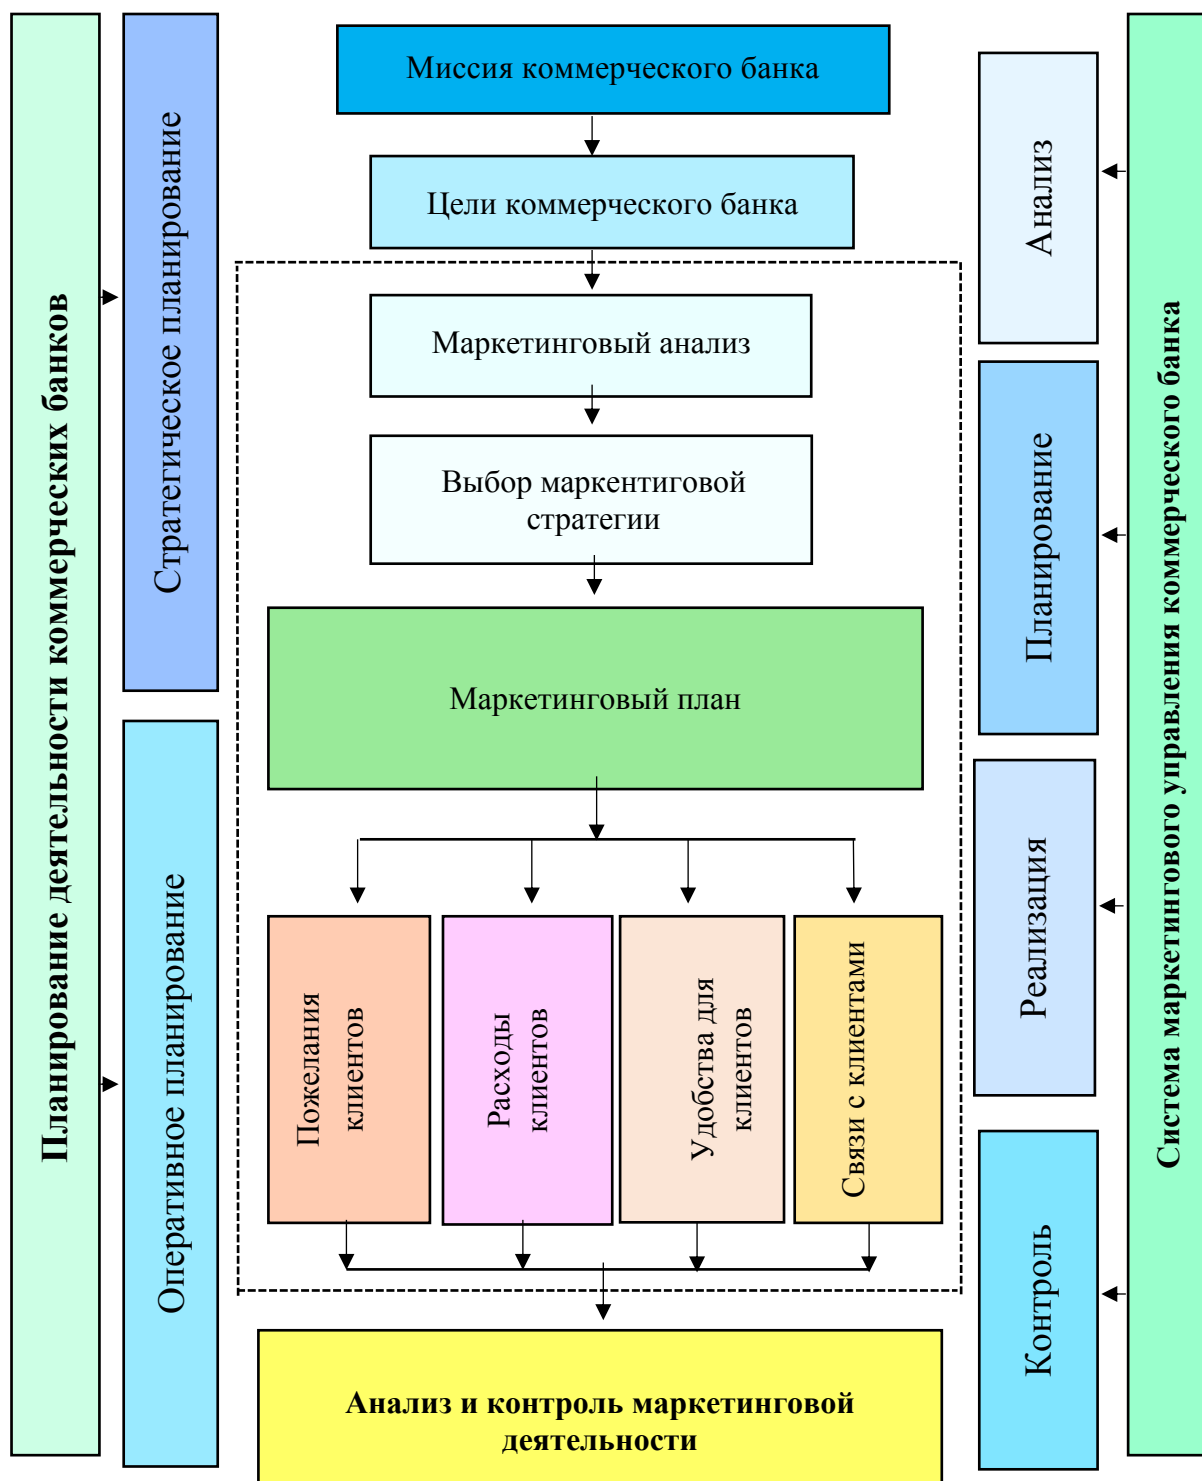 Планирование деятельности коммерческих банков
Стратегическое планирование
Оперативное планирование
Миссия коммерческого банка
Цели коммерческого банка
Маркетинговый анализ
Выбор маркентиговой
стратегии
Маркетинговый план
Пожелания
клиентов
Расходы
клиентов
Удобства для
клиентов
Связи с клиентами
Анализ и контроль маркетинговой
деятельности
Анализ
Планирование
Реализация
Контроль
Система маркетингового управления коммерческого банка